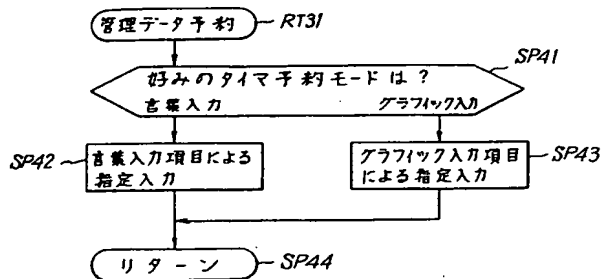 管理データ予約 RT31
SP41
好みのタイマ予約モードは？
言葉入力 グラフィック入力
SP42 言葉入力項目による
指定入力
グラフィック入力項目 SP43
による指定入力
リターン SP44